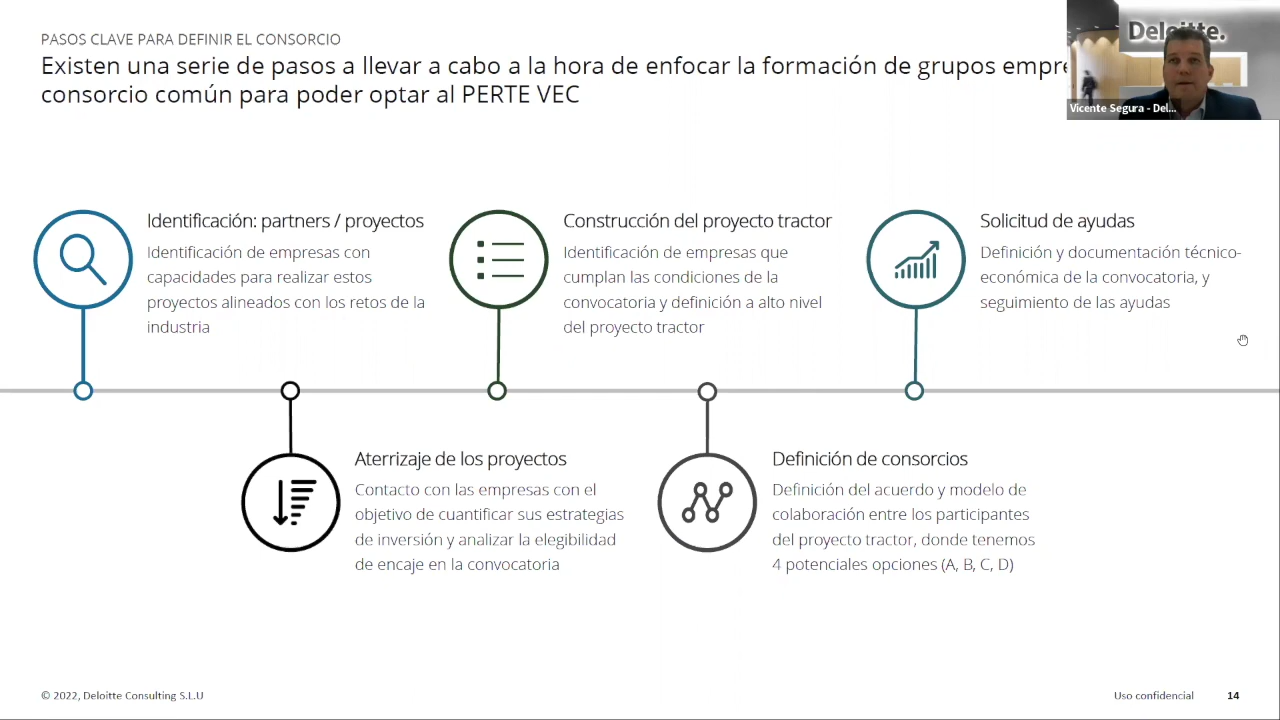 PASOS CLAVE PARA DEFINIR EL CONSORCIO
Existen una serie de pasos a llevar a cabo a la hora de enfocar la formación de grupos
consorcio común para poder optar al PERTE VEC
Deloitte.
Vicente Segura - Del...
Identificación: partners / proyectos
Identificación de empresas con
capacidades para realizar estos
proyectos alineados con los retos de la
industria
Construcción del proyecto tractor
Identificación de empresas que
cumplan las condiciones de la
convocatoria y definición a alto nivel
del proyecto tractor
Solicitud de ayudas
Definición y documentación técnico-
económica de la convocatoria, y
seguimiento de las ayudas
Aterrizaje de los proyectos
Contacto con las empresas con el
objetivo de cuantificar sus estrategias
de inversión y analizar la elegibilidad
de encaje en la convocatoria
Definición de consorcios
Definición del acuerdo y modelo de
colaboración entre los participantes
del proyecto tractor, donde tenemos
4 potenciales opciones (A, B, C, D)
© 2022, Deloitte Consulting S.L.U
Uso confidencial
14